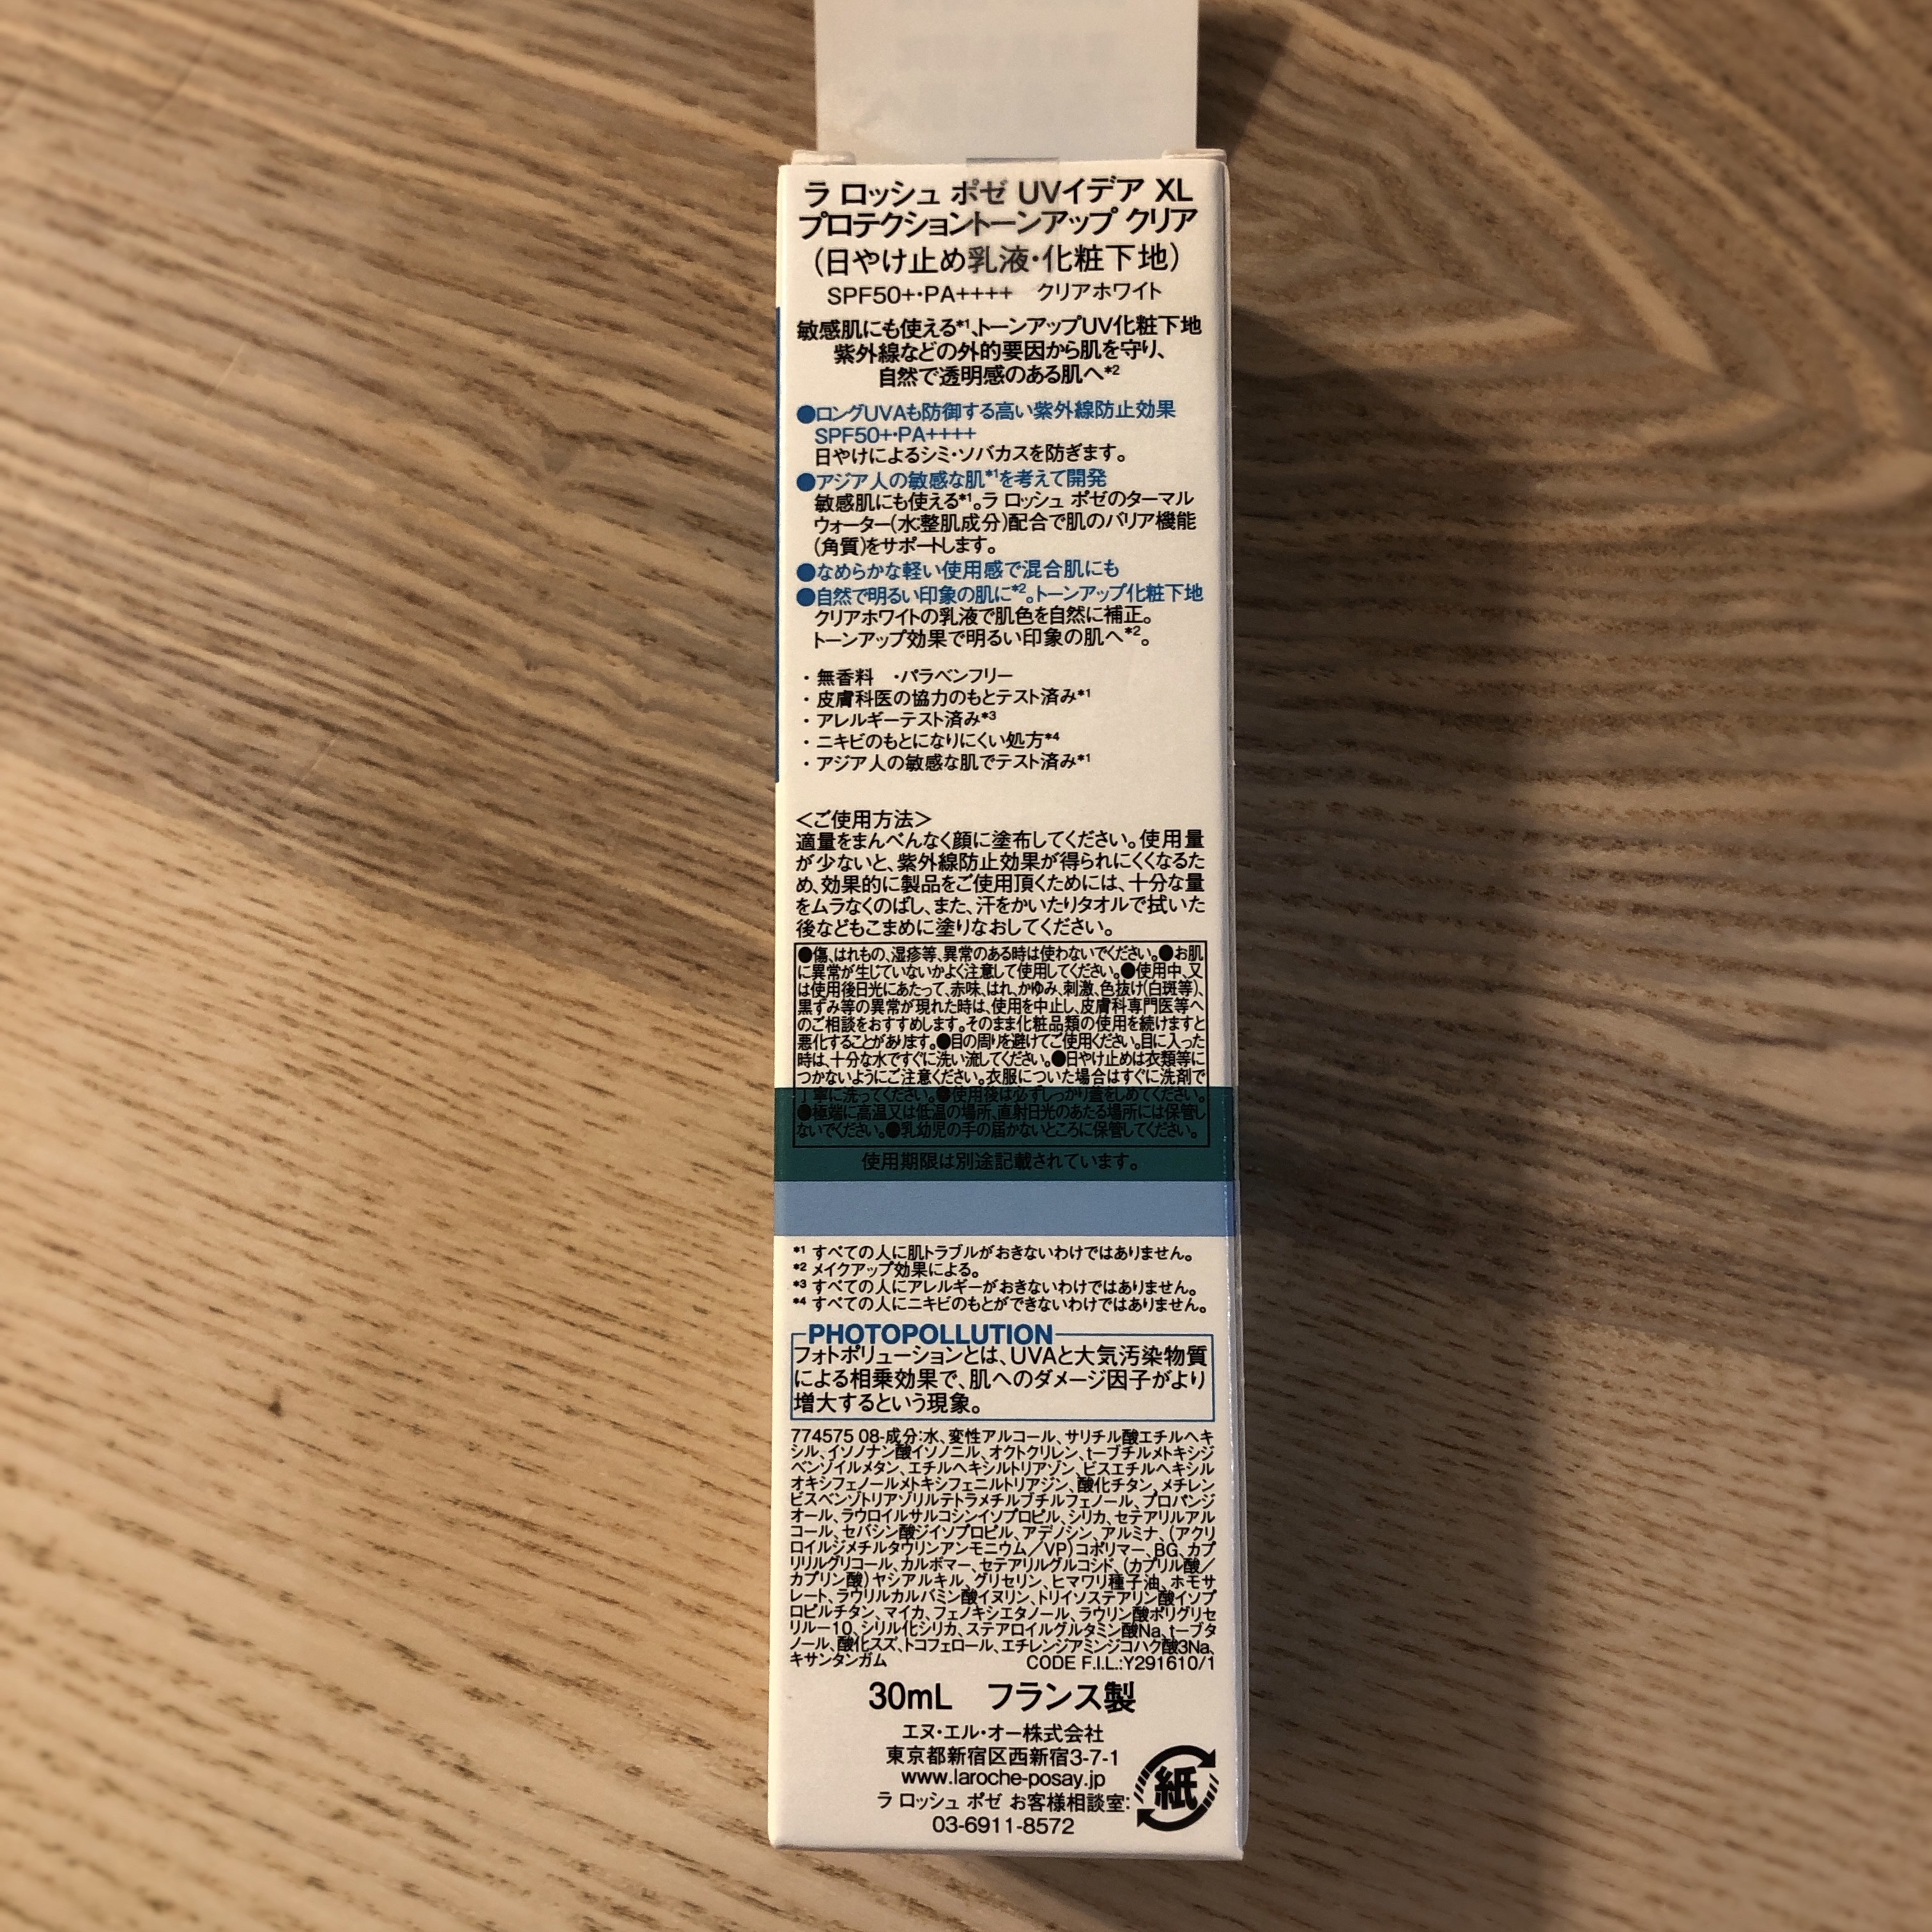 ラ ロッシュ ポゼ UVイデア XL
プロテクショントーンアップ クリア
(日やけ止め乳液・化粧下地)
SPF50+・PA++++ クリアホワイト
敏感肌にも使える*1、トーンアップUV化粧下地
紫外線などの外的要因から肌を守り、
自然で透明感のある肌へ*2
●ロングUVAも防御する高い紫外線防止効果
SPF50+・PA++++
日やけによるシミ・ソバカスを防ぎます。
●アジア人の敏感な肌*1を考えて開発
敏感肌にも使える*1。ラ ロッシュ ポゼのターマル
ウォーター(水:整肌成分)配合で肌のバリア機能
(角質)をサポートします。
●なめらかな軽い使用感で混合肌にも
●自然で明るい印象の肌に*2。トーンアップ化粧下地
クリアホワイトの乳液で肌色を自然に補正。
トーンアップ効果で明るい印象の肌へ*2。
・無香料 ・パラベンフリー
・皮膚科医の協力のもとテスト済み*1
・アレルギーテスト済み*3
・ニキビのもとになりにくい処方*4
・アジア人の敏感な肌でテスト済み*1
＜ご使用方法＞
適量をまんべんなく顔に塗布してください。使用量
が少ないと、紫外線防止効果が得られにくくなるた
め、効果的に製品をご使用頂くためには、十分な量
をムラなくのばし、また、汗をかいたりタオルで拭いた
後などもこまめに塗りなおしてください。
●傷、はれもの、湿疹等、異常のある時は使わないでください。●お肌
に異常が生じていないかよく注意して使用してください。●使用中、又
は使用後日光にあたって、赤味、はれ、かゆみ、刺激、色抜け(白斑等)、
黒ずみ等の異常が現れた時は、使用を中止し、皮膚科専門医等へ
のご相談をおすすめします。そのまま化粧品類の使用を続けますと
悪化することがあります。●目の周りを避けてご使用ください。目に入った
時は、十分な水ですぐに洗い流してください。●日やけ止めは衣類等に
つかないようにご注意ください。衣服についた場合はすぐに洗剤で
丁寧に洗ってください。●使用後は必ずしっかり蓋をしめてください。
●極端に高温又は低温の場所、直射日光のあたる場所には保管し
ないでください。●乳幼児の手の届かないところに保管してください。
使用期限は別途記載されています。
*1 すべての人に肌トラブルがおきないわけではありません。
*2 メイクアップ効果による。
*3 すべての人にアレルギーがおきないわけではありません。
*4 すべての人にニキビのもとができないわけではありません。
PHOTOPOLLUTION
フォトポリューションとは、UVAと大気汚染物質
による相乗効果で、肌へのダメージ因子がより
増大するという現象。
774575 08-成分:水、変性アルコール、サリチル酸エチルヘキ
シル、イソノナン酸イソノニル、オクトクリレン、t-ブチルメトキシジ
ベンゾイルメタン、エチルヘキシルトリアゾン、ビスエチルヘキシル
オキシフェノールメトキシフェニルトリアジン、酸化チタン、メチレン
ビスベンゾトリアゾリルテトラメチルブチルフェノール、プロパンジ
オール、ラウロイルサルコシンイソプロピル、シリカ、セテアリルアル
コール、セバシン酸ジイソプロピル、アデノシン、アルミナ、(アクリ
ロイルジメチルタウリンアンモニウム／VP)コポリマー、BG、カプ
リリルグリコール、カルボマー、セテアリルグルコシド、(カプリル酸／
カプリン酸)ヤシアルキル、グリセリン、ヒマワリ種子油、ホモサ
レート、ラウリルカルバミン酸イヌリン、トリイソステアリン酸イソプ
ロピルチタン、マイカ、フェノキシエタノール、ラウリン酸ポリグリセ
リル-10、シリル化シリカ、ステアロイルグルタミン酸Na、t-ブタ
ノール、酸化スズ、トコフェロール、エチレンジアミンジコハク酸3Na、
キサンタンガム CODE F.I.L.:Y291610/1
30mL フランス製
エヌ・エル・オー株式会社
東京都新宿区西新宿3-7-1
www.laroche-posay.jp
ラ ロッシュ ポゼ お客様相談室:
03-6911-8572
紙